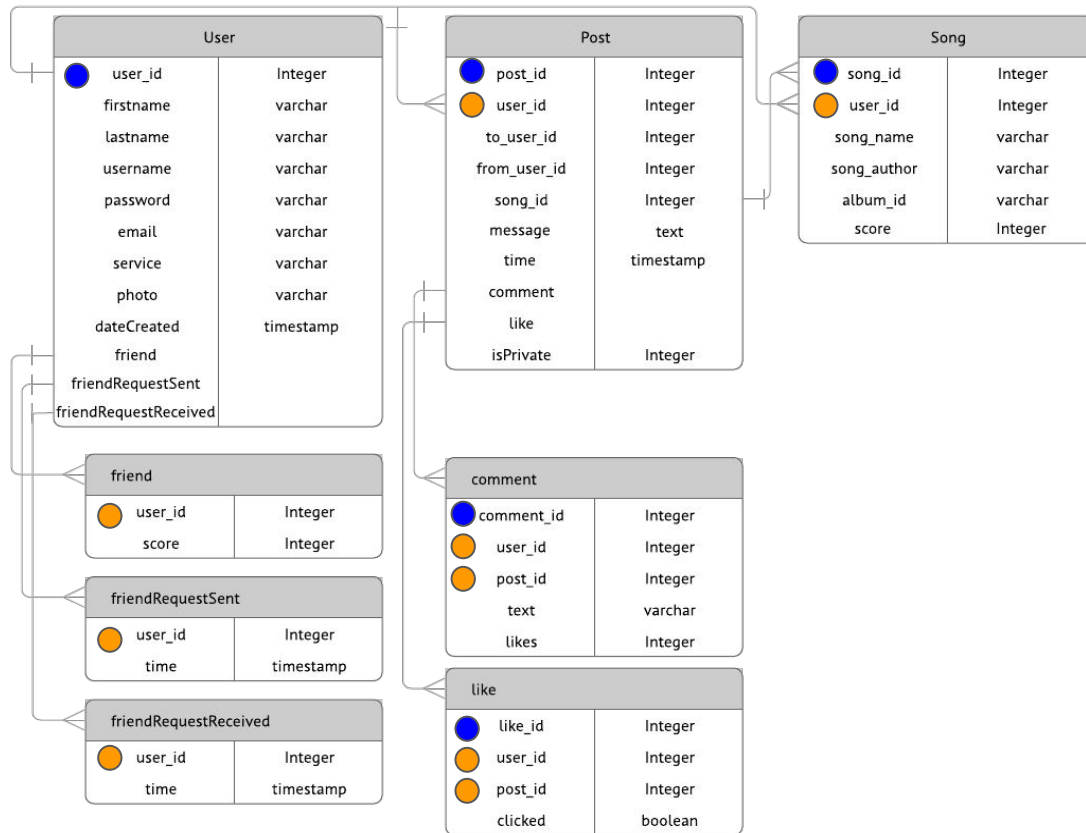 User
user_id Integer
firstname varchar
lastname varchar
username varchar
password varchar
email varchar
service varchar
photo varchar
dateCreated timestamp
friend
friendRequestSent
friendRequestReceived
Post
post_id Integer
user_id Integer
to_user_id Integer
from_user_id Integer
song_id Integer
message text
time timestamp
comment
like
isPrivate Integer
Song
song_id Integer
user_id Integer
song_name varchar
song_author varchar
album_id varchar
score Integer
friend
user_id Integer
score Integer
friendRequestSent
user_id Integer
time timestamp
friendRequestReceived
user_id Integer
time timestamp
comment
comment_id Integer
user_id Integer
post_id Integer
text varchar
likes Integer
like
like_id Integer
user_id Integer
post_id Integer
clicked boolean